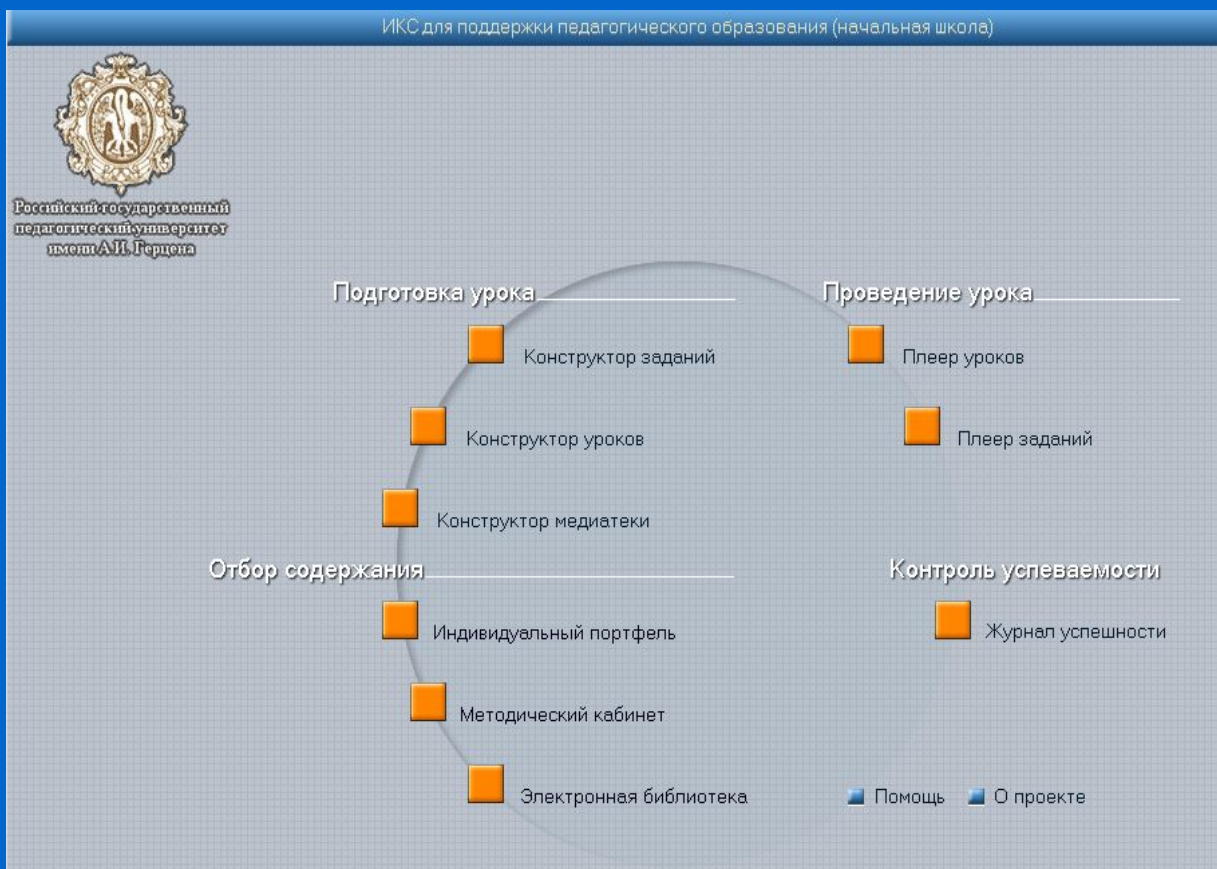 ИКС для поддержки педагогического образования (начальная школа)
Российский государственный
педагогический университет
имени А.И. Герцена
Подготовка урока
Конструктор заданий
Конструктор уроков
Конструктор медиатеки
Проведение урока
Плеер уроков
Плеер заданий
Отбор содержания
Индивидуальный портфель
Методический кабинет
Электронная библиотека
Контроль успеваемости
Журнал успешности
Помощь
О проекте